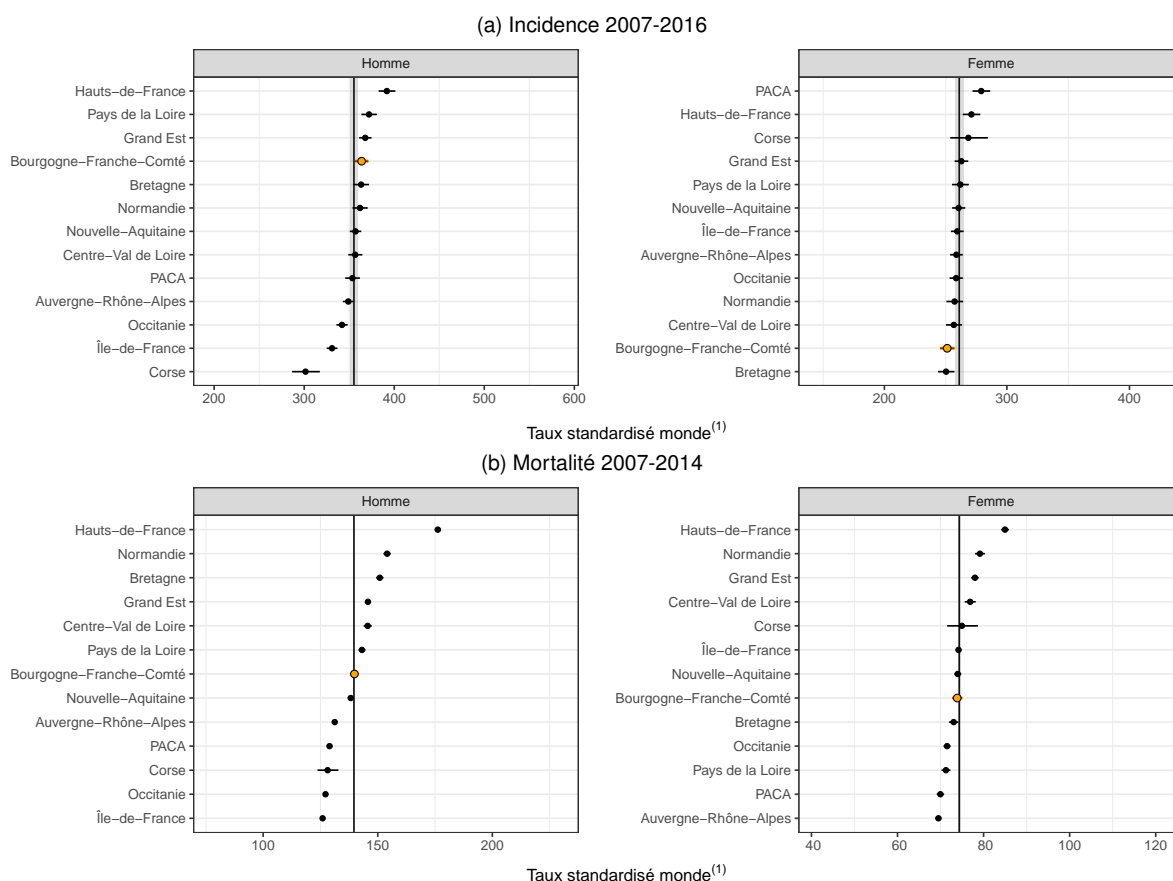 (a) Incidence 2007-2016
Homme
Hauts−de−France
Pays de la Loire
Grand Est
Bourgogne−Franche−Comté
Bretagne
Normandie
Nouvelle−Aquitaine
Centre−Val de Loire
PACA
Auvergne−Rhône−Alpes
Occitanie
Île−de−France
Corse
200 300 400 500 600
Femme
PACA
Hauts−de−France
Corse
Grand Est
Pays de la Loire
Nouvelle−Aquitaine
Île−de−France
Auvergne−Rhône−Alpes
Occitanie
Normandie
Centre−Val de Loire
Bourgogne−Franche−Comté
Bretagne
200 300 400
Taux standardisé monde(1)
(b) Mortalité 2007-2014
Homme
Hauts−de−France
Normandie
Bretagne
Grand Est
Centre−Val de Loire
Pays de la Loire
Bourgogne−Franche−Comté
Nouvelle−Aquitaine
Auvergne−Rhône−Alpes
PACA
Corse
Occitanie
Île−de−France
100 150 200
Femme
Hauts−de−France
Normandie
Grand Est
Centre−Val de Loire
Corse
Île−de−France
Nouvelle−Aquitaine
Bourgogne−Franche−Comté
Bretagne
Occitanie
Pays de la Loire
PACA
Auvergne−Rhône−Alpes
40 60 80 100 120
Taux standardisé monde(1)